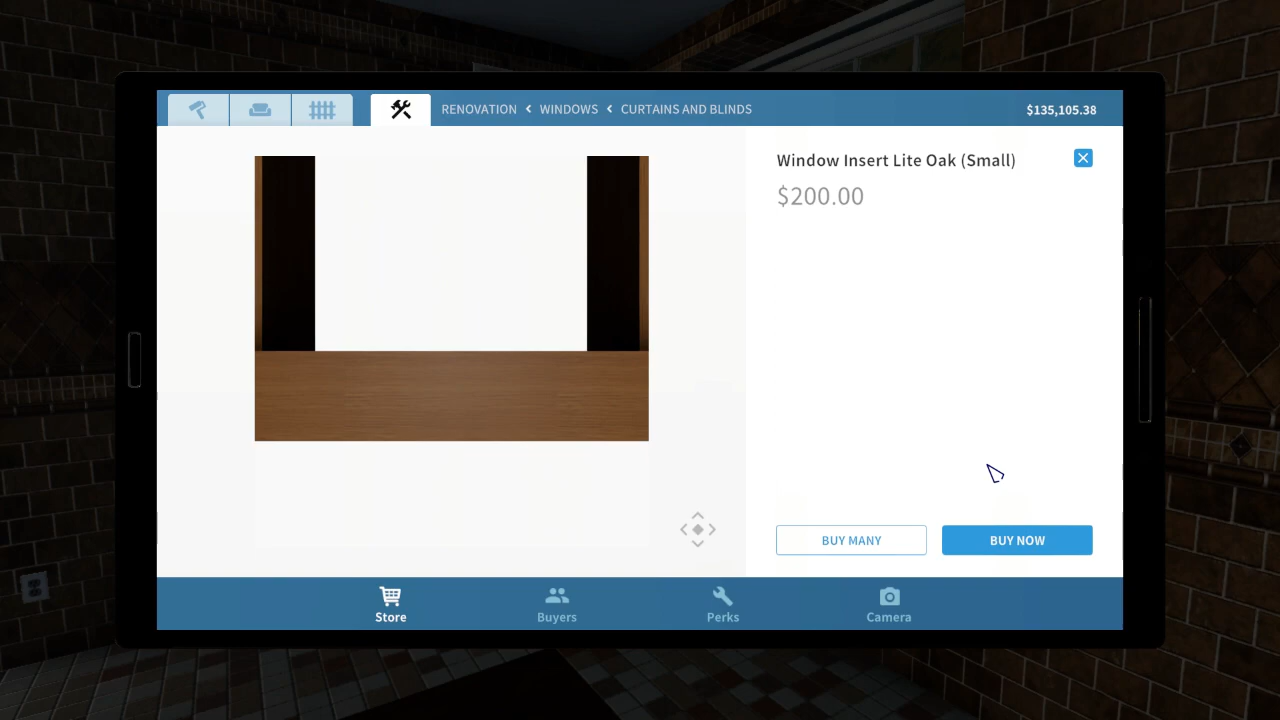 RENOVATION < WINDOWS < CURTAINS AND BLINDS
$135,105.38
Window Insert Lite Oak (Small)
$200.00
BUY MANY
BUY NOW
Store
Buyers
Perks
Camera